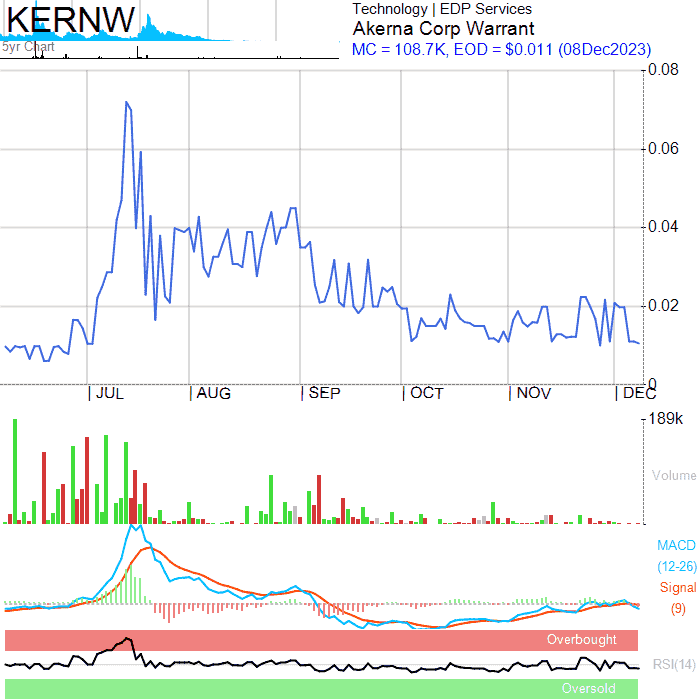 KERNW
5yr Chart
Technology | EDP Services
Akerna Corp Warrant
MC = 108.7K, EOD = $0.011 (08Dec2023)
0.08
0.06
0.04
0.02
0
JUL AUG SEP OCT NOV DEC
189k
Volume
MACD
(12-26)
Signal
(9)
Overbought
RSI(14)
Oversold